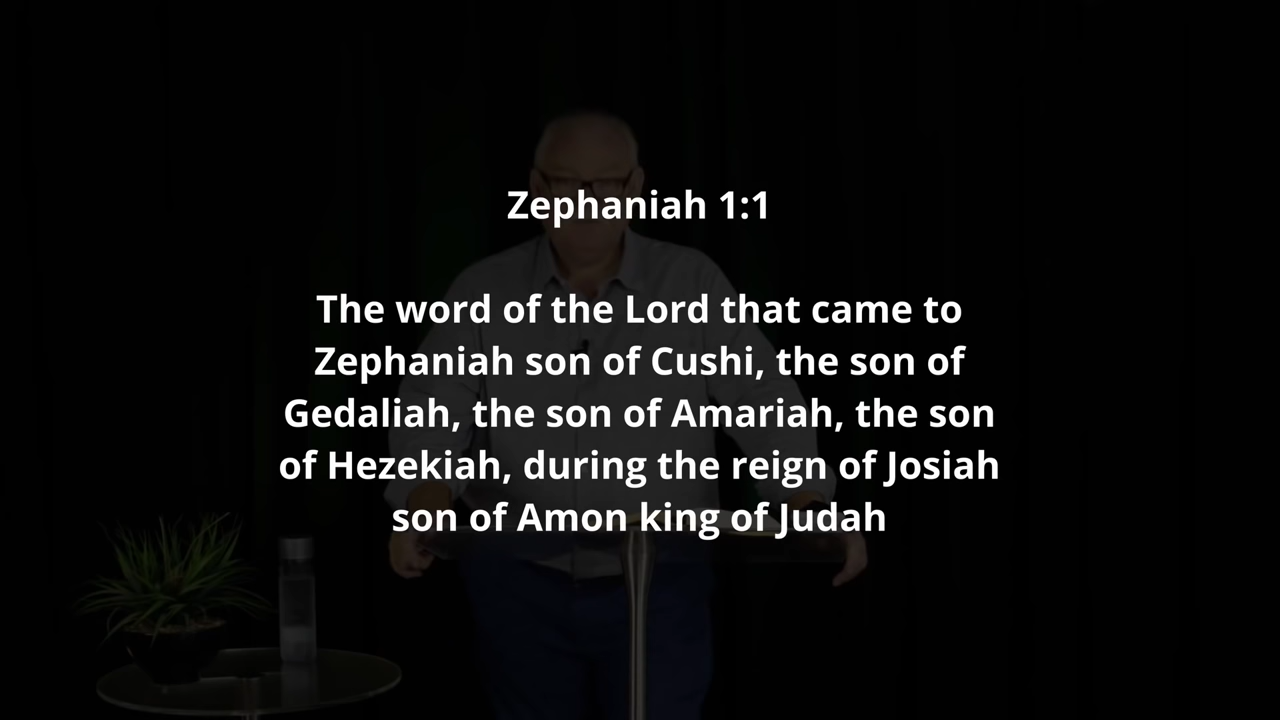 Zephaniah 1:1
The word of the Lord that came to
Zephaniah son of Cushi, the son of
Gedaliah, the son of Amariah, the son
of Hezekiah, during the reign of Josiah
son of Amon king of Judah